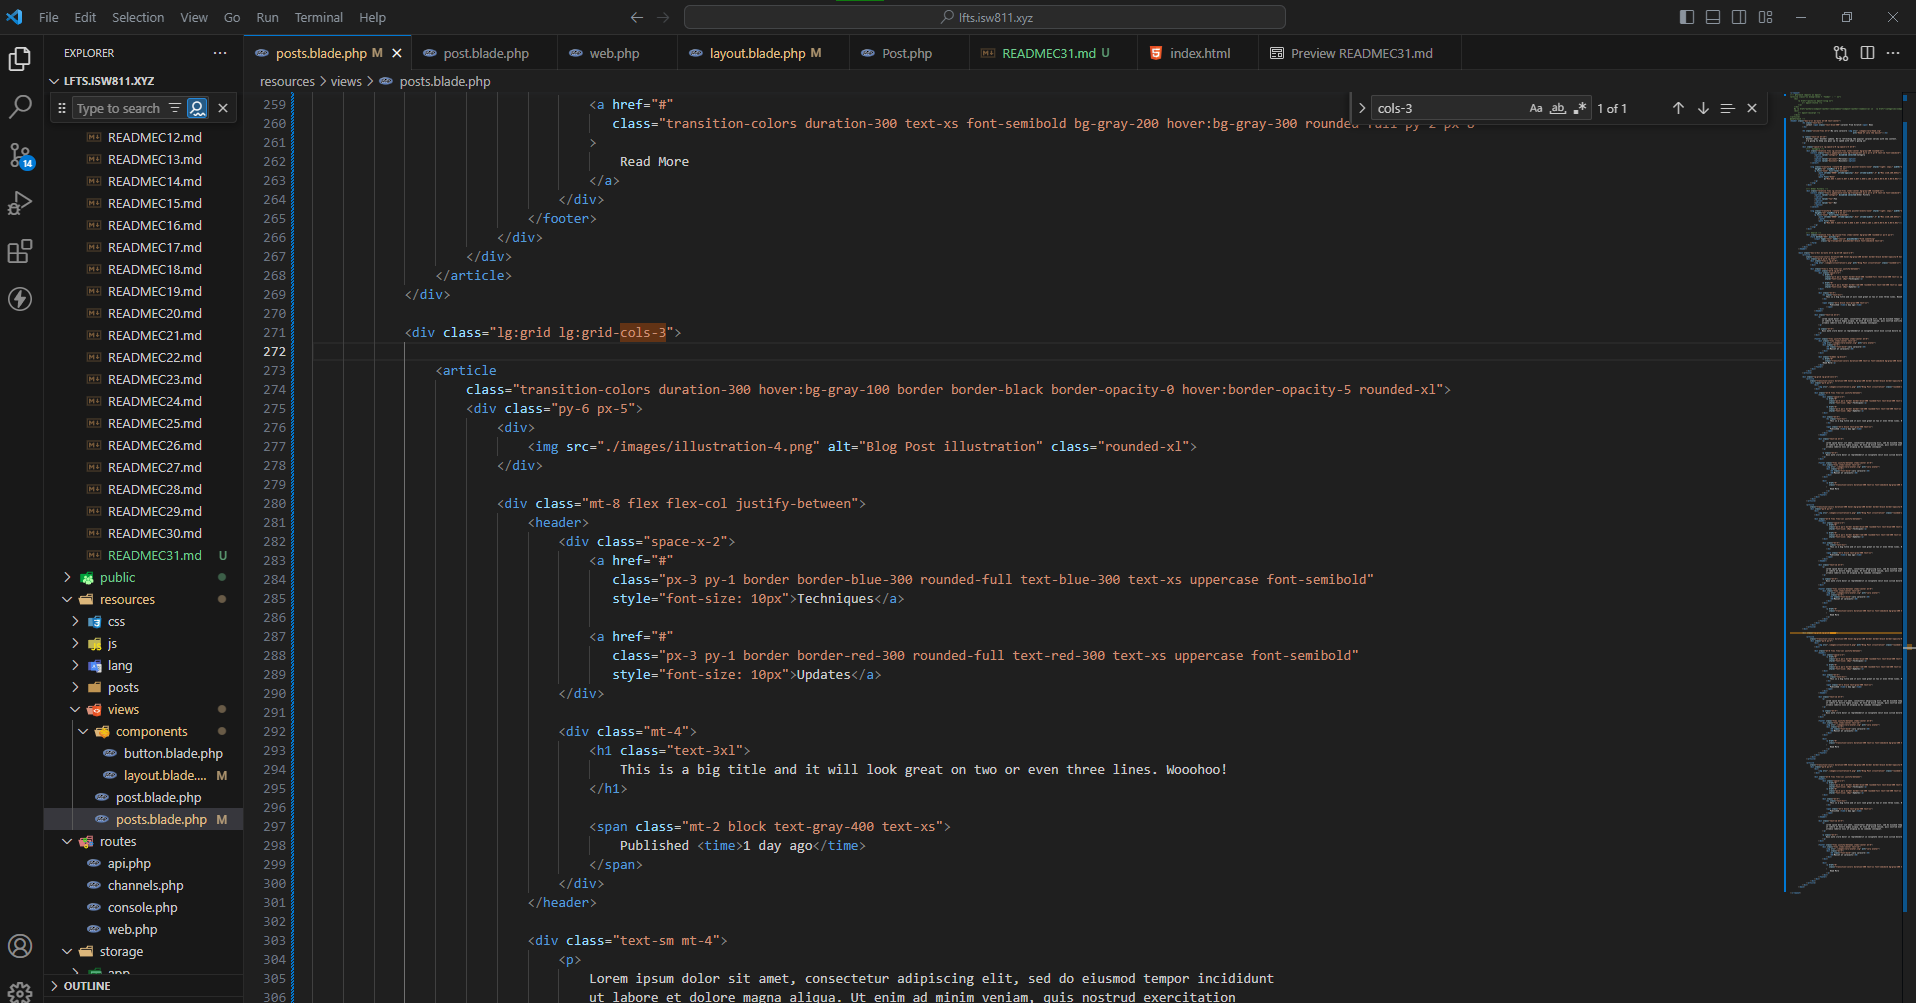 File Edit Selection View Go Run Terminal Help
lfts.isw811.xyz
EXPLORER
posts.blade.php M
post.blade.php
web.php
layout.blade.php M
Post.php
READMEC31.md U
index.html
Preview READMEC31.md
LFTS.ISW811.XYZ
resources > views > posts.blade.php
Type to search
cols-3
Aa ab
1 of 1
READMEC12.md
READMEC13.md
READMEC14.md
READMEC15.md
READMEC16.md
READMEC17.md
READMEC18.md
READMEC19.md
READMEC20.md
READMEC21.md
READMEC22.md
READMEC23.md
READMEC24.md
READMEC25.md
READMEC26.md
READMEC27.md
READMEC28.md
READMEC29.md
READMEC30.md
READMEC31.md U
public
resources
css
js
lang
posts
views
components
button.blade.php
layout.blade.... M
post.blade.php
posts.blade.php M
routes
api.php
channels.php
console.php
web.php
storage
app
OUTLINE
14
259 <a href="#"
260 class="transition-colors duration-300 text-xs font-semibold bg-gray-200 hover:bg-gray-300 rounded-full py-2 px-8"
261 >
262 Read More
263 </a>
264 </div>
265 </footer>
266 </div>
267 </div>
268 </article>
269 </div>
270
271 <div class="lg:grid lg:grid-cols-3">
272
273 <article
274 class="transition-colors duration-300 hover:bg-gray-100 border border-black border-opacity-0 hover:border-opacity-5 rounded-xl">
275 <div class="py-6 px-5">
276 <div>
277 <img src="./images/illustration-4.png" alt="Blog Post illustration" class="rounded-xl">
278 </div>
279
280 <div class="mt-8 flex flex-col justify-between">
281 <header>
282 <div class="space-x-2">
283 <a href="#"
284 class="px-3 py-1 border border-blue-300 rounded-full text-blue-300 text-xs uppercase font-semibold"
285 style="font-size: 10px">Techniques</a>
286
287 <a href="#"
288 class="px-3 py-1 border border-red-300 rounded-full text-red-300 text-xs uppercase font-semibold"
289 style="font-size: 10px">Updates</a>
290 </div>
291
292 <div class="mt-4">
293 <h1 class="text-3xl">
294 This is a big title and it will look great on two or even three lines. Wooohoo!
295 </h1>
296
297 <span class="mt-2 block text-gray-400 text-xs">
298 Published <time>1 day ago</time>
299 </span>
300 </div>
301 </header>
302
303 <div class="text-sm mt-4">
304 <p>
305 Lorem ipsum dolor sit amet, consectetur adipiscing elit, sed do eiusmod tempor incididunt
306 ut labore et dolore magna aliqua. Ut enim ad minim veniam, quis nostrud exercitation